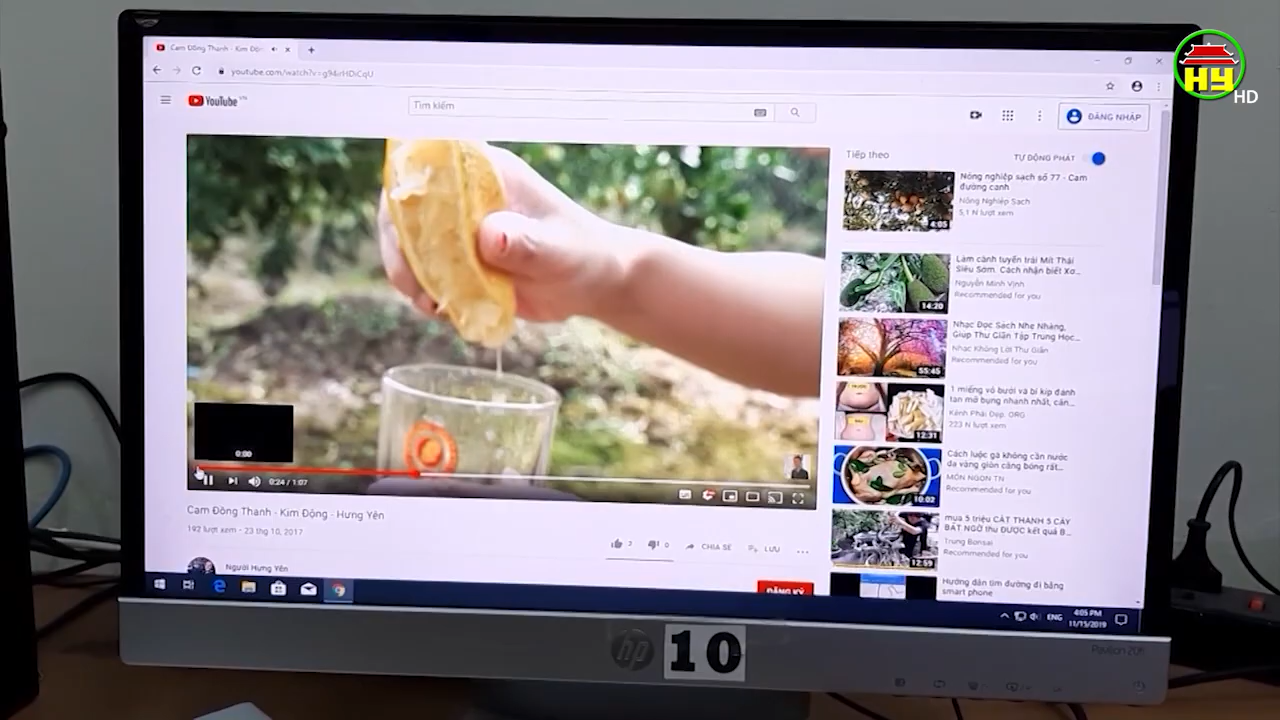 HY
HD
Cam Đồng Thanh - Kim Độ
youtube.com/watch?v=g94irHDiCqU
YouTube VN
Tìm kiếm
ĐĂNG NHẬP
0:00
0:24 / 1:07
Cam Đồng Thanh - Kim Động - Hưng Yên
192 lượt xem - 23 thg 10, 2017
2
0
CHIA SẺ
LƯU
Người Hưng Yên
ĐĂNG KÝ
Tiếp theo
TỰ ĐỘNG PHÁT
Nông nghiệp sạch số 77 - Cam
đường canh
Nông Nghiệp Sạch
5,1 N lượt xem
4:05
Làm cành tuyển trái Mít Thái
Siêu Sớm. Cách nhận biết Xơ...
Nguyễn Minh Vinh
Recommended for you
14:20
Nhạc Đọc Sách Nhẹ Nhàng,
Giúp Thư Giãn Tập Trung Học...
Nhạc Không Lời Thư Giãn
Recommended for you
55:45
1 miếng vỏ bưởi và bí kíp đánh
tan mỡ bụng nhanh nhất, cân...
Kênh Phái Đẹp. ORG
223 N lượt xem
12:31
Cách luộc gà không cần nước
da vàng giòn căng bóng rất...
MÓN NGON TN
Recommended for you
10:02
mua 5 triệu CẮT THÀNH 5 CÂY
BẤT NGỜ thu ĐƯỢC kết quả B...
Trung Bonsai
Recommended for you
12:59
Hướng dẫn tìm đường đi bằng
smart phone
ENG
4:05 PM
11/15/2019
hp
10
Pavilion 20fi